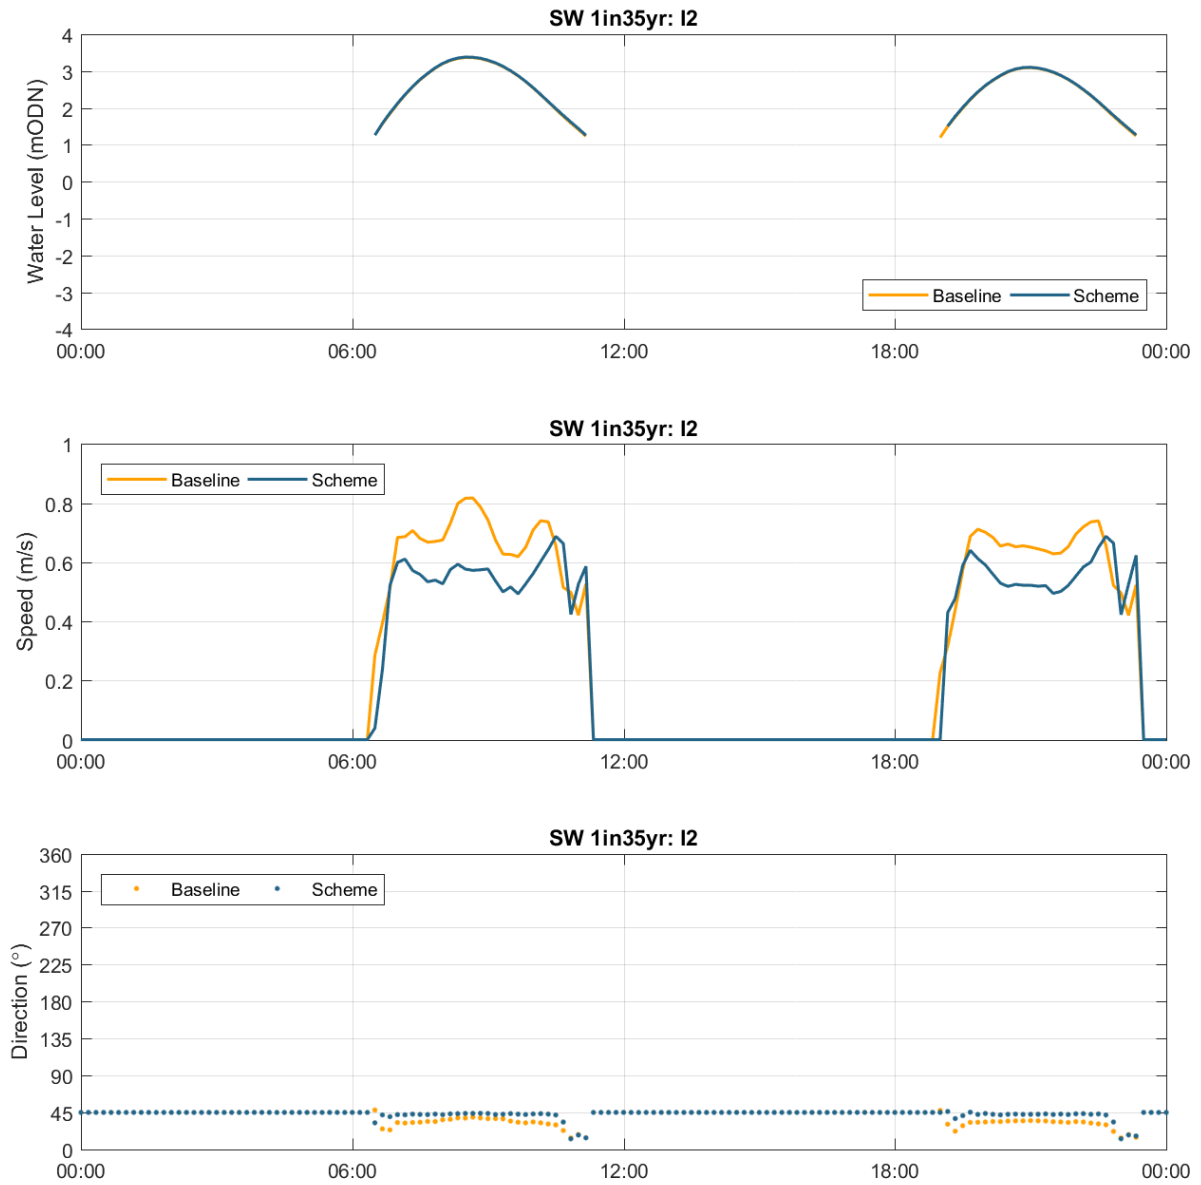 SW 1in35yr: I2
4
3
2
1
0
-1
-2
-3
-4
Water Level (mODN)
Baseline Scheme
00:00 06:00 12:00 18:00 00:00
SW 1in35yr: I2
1
0.8
0.6
0.4
0.2
0
Speed (m/s)
Baseline Scheme
00:00 06:00 12:00 18:00 00:00
SW 1in35yr: I2
360
315
270
225
180
135
90
45
0
Direction (°)
Baseline Scheme
00:00 06:00 12:00 18:00 00:00